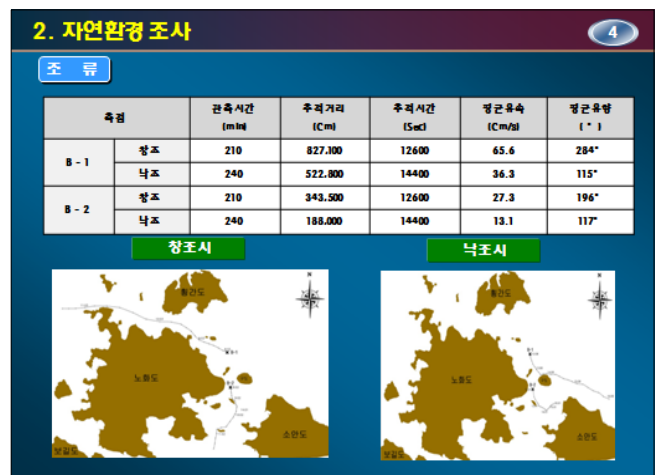 2. 자연환경 조사
4
조 류
측점 관측시간 (min) 추적거리 (Cm) 추적시간 (Sec) 평균유속 (Cm/s) 평균유향 ( ° )
B - 1 창조 210 827,100 12600 65.6 284°
낙조 240 522,800 14400 36.3 115°
B - 2 창조 210 343,500 12600 27.3 196°
낙조 240 188,000 14400 13.1 117°
창조시 낙조시
N N
횡간도 횡간도
노화도 노화도
소안도 소안도
보길도 보길도